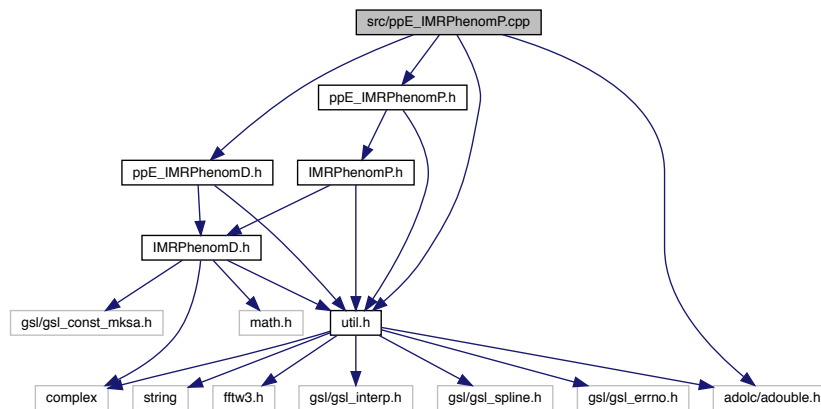 src/ppE_IMRPhenomP.cpp
ppE_IMRPhenomP.h
ppE_IMRPhenomD.h
IMRPhenomP.h
IMRPhenomD.h
gsl/gsl_const_mksa.h
math.h
util.h
complex
string
fftw3.h
gsl/gsl_interp.h
gsl/gsl_spline.h
gsl/gsl_errno.h
adolc/adouble.h